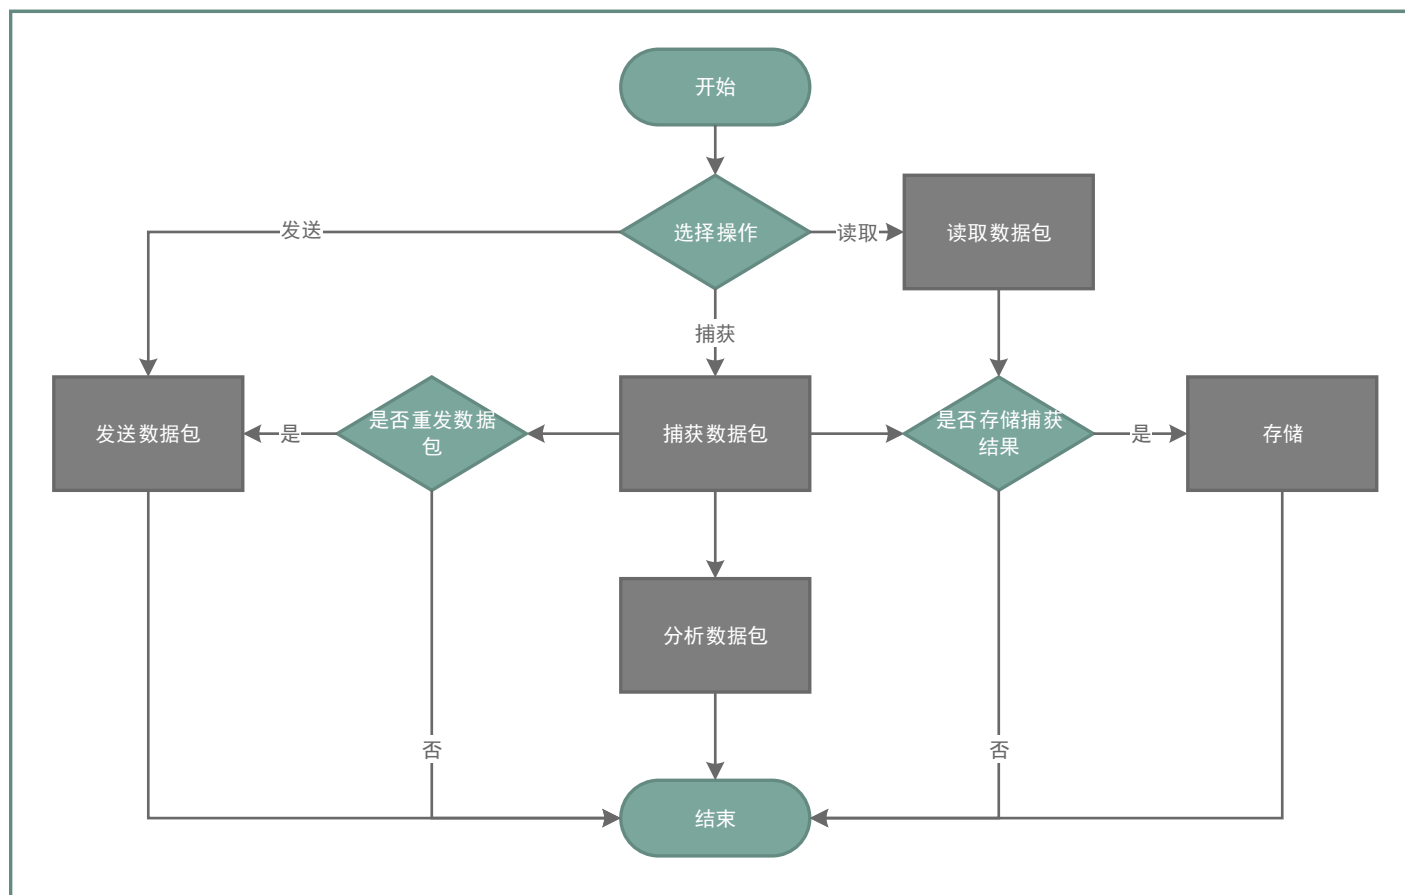 开始
发送
选择操作
读取
读取数据包
捕获
发送数据包
是
是否重发数据
包
捕获数据包
是否存储捕获
结果
是
存储
分析数据包
否
否
结束